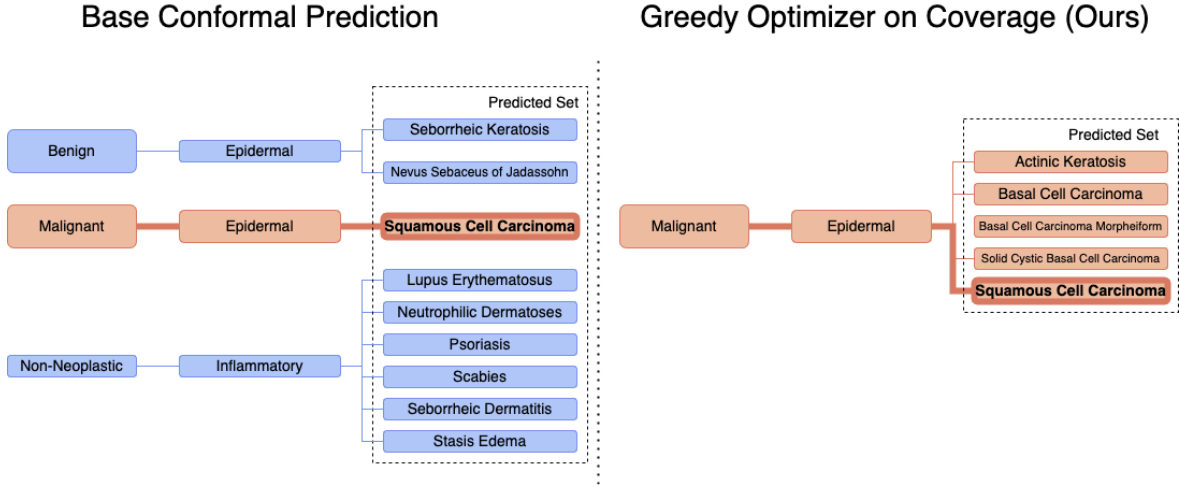 Base Conformal Prediction
Predicted Set
Benign
Epidermal
Seborrheic Keratosis
Nevus Sebaceus of Jadassohn
Malignant
Epidermal
Squamous Cell Carcinoma
Non-Neoplastic
Inflammatory
Lupus Erythematosus
Neutrophilic Dermatoses
Psoriasis
Scabies
Seborrheic Dermatitis
Stasis Edema
Greedy Optimizer on Coverage (Ours)
Predicted Set
Malignant
Epidermal
Actinic Keratosis
Basal Cell Carcinoma
Basal Cell Carcinoma Morpheiform
Solid Cystic Basal Cell Carcinoma
Squamous Cell Carcinoma